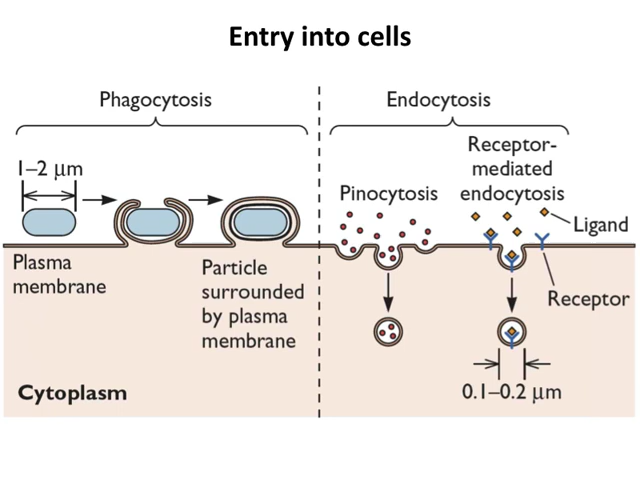 Entry into cells
Phagocytosis
Endocytosis
1–2 μm
Pinocytosis
Receptor-
mediated
endocytosis
Ligand
Plasma
membrane
Particle
surrounded
by plasma
membrane
Receptor
Cytoplasm
0.1–0.2 μm